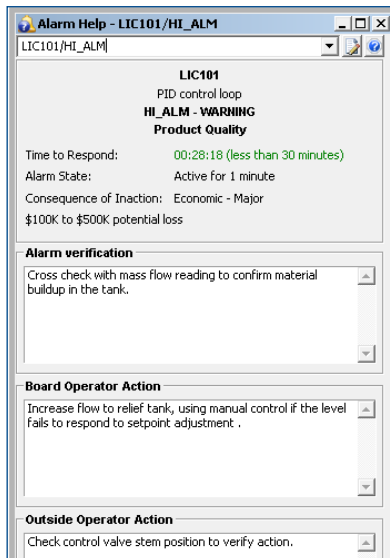 Alarm Help - LIC101/HI_ALM
LIC101/HI_ALM
LIC101
PID control loop
HI_ALM - WARNING
Product Quality
Time to Respond: 00:28:18 (less than 30 minutes)
Alarm State: Active for 1 minute
Consequence of Inaction: Economic - Major
$100K to $500K potential loss
Alarm verification
Cross check with mass flow reading to confirm material
buildup in the tank.
Board Operator Action
Increase flow to relief tank, using manual control if the level
fails to respond to setpoint adjustment .
Outside Operator Action
Check control valve stem position to verify action.